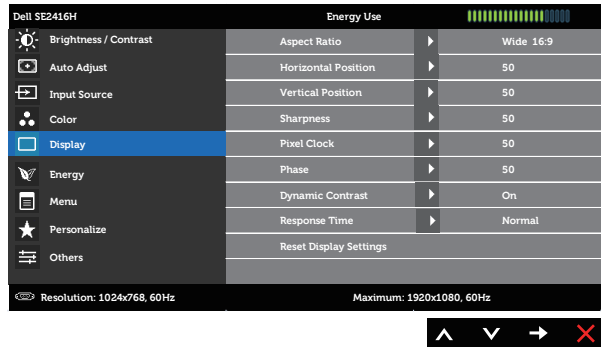 Dell SE2416H Energy Use
Brightness / Contrast
Auto Adjust
Input Source
Color
Display
Energy
Menu
Personalize
Others
Aspect Ratio Wide 16:9
Horizontal Position 50
Vertical Position 50
Sharpness 50
Pixel Clock 50
Phase 50
Dynamic Contrast On
Response Time Normal
Reset Display Settings
Resolution: 1024x768, 60Hz Maximum: 1920x1080, 60Hz